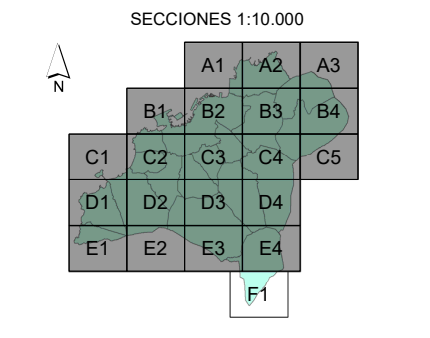 SECCIONES 1:10.000
A1 A2 A3
N
B1 B2 B3 B4
C1 C2 C3 C4 C5
D1 D2 D3 D4
E1 E2 E3 E4
F1